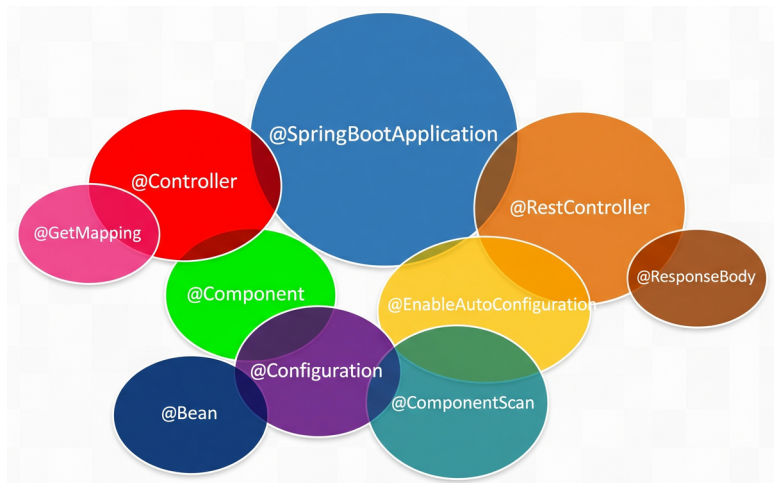 @SpringBootApplication
@Controller
@RestController
@GetMapping
@ResponseBody
@Component
@EnableAutoConfiguration
@Configuration
@ComponentScan
@Bean